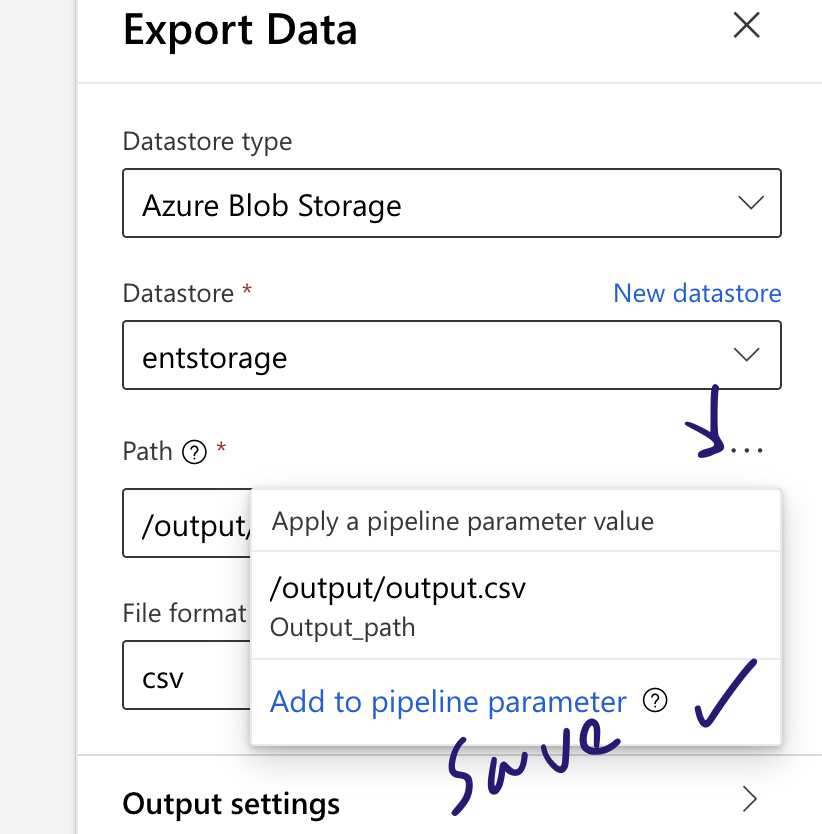 Export Data
Datastore type
Azure Blob Storage
Datastore *
New datastore
entstorage
Path ? *
...
/output/
Apply a pipeline parameter value
/output/output.csv
Output_path
File format
csv
Add to pipeline parameter ?
Save
Output settings